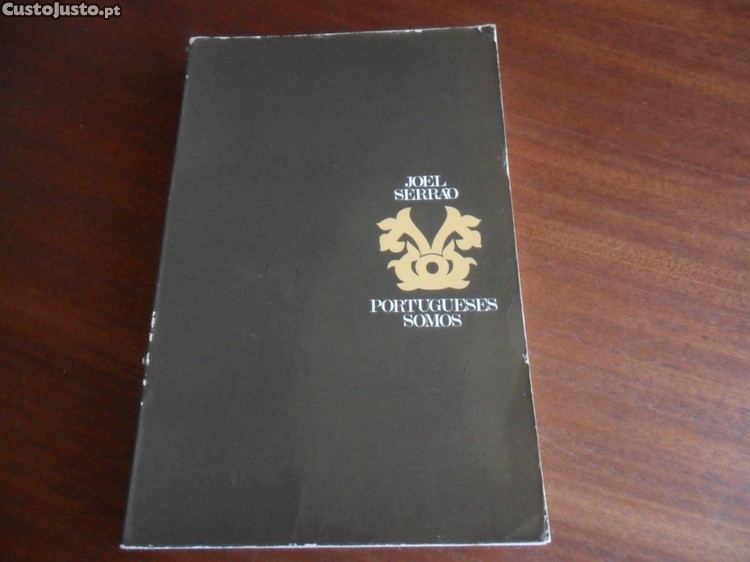 CustoJusto.pt
JOEL
SERRÃO
PORTUGUESES
SOMOS